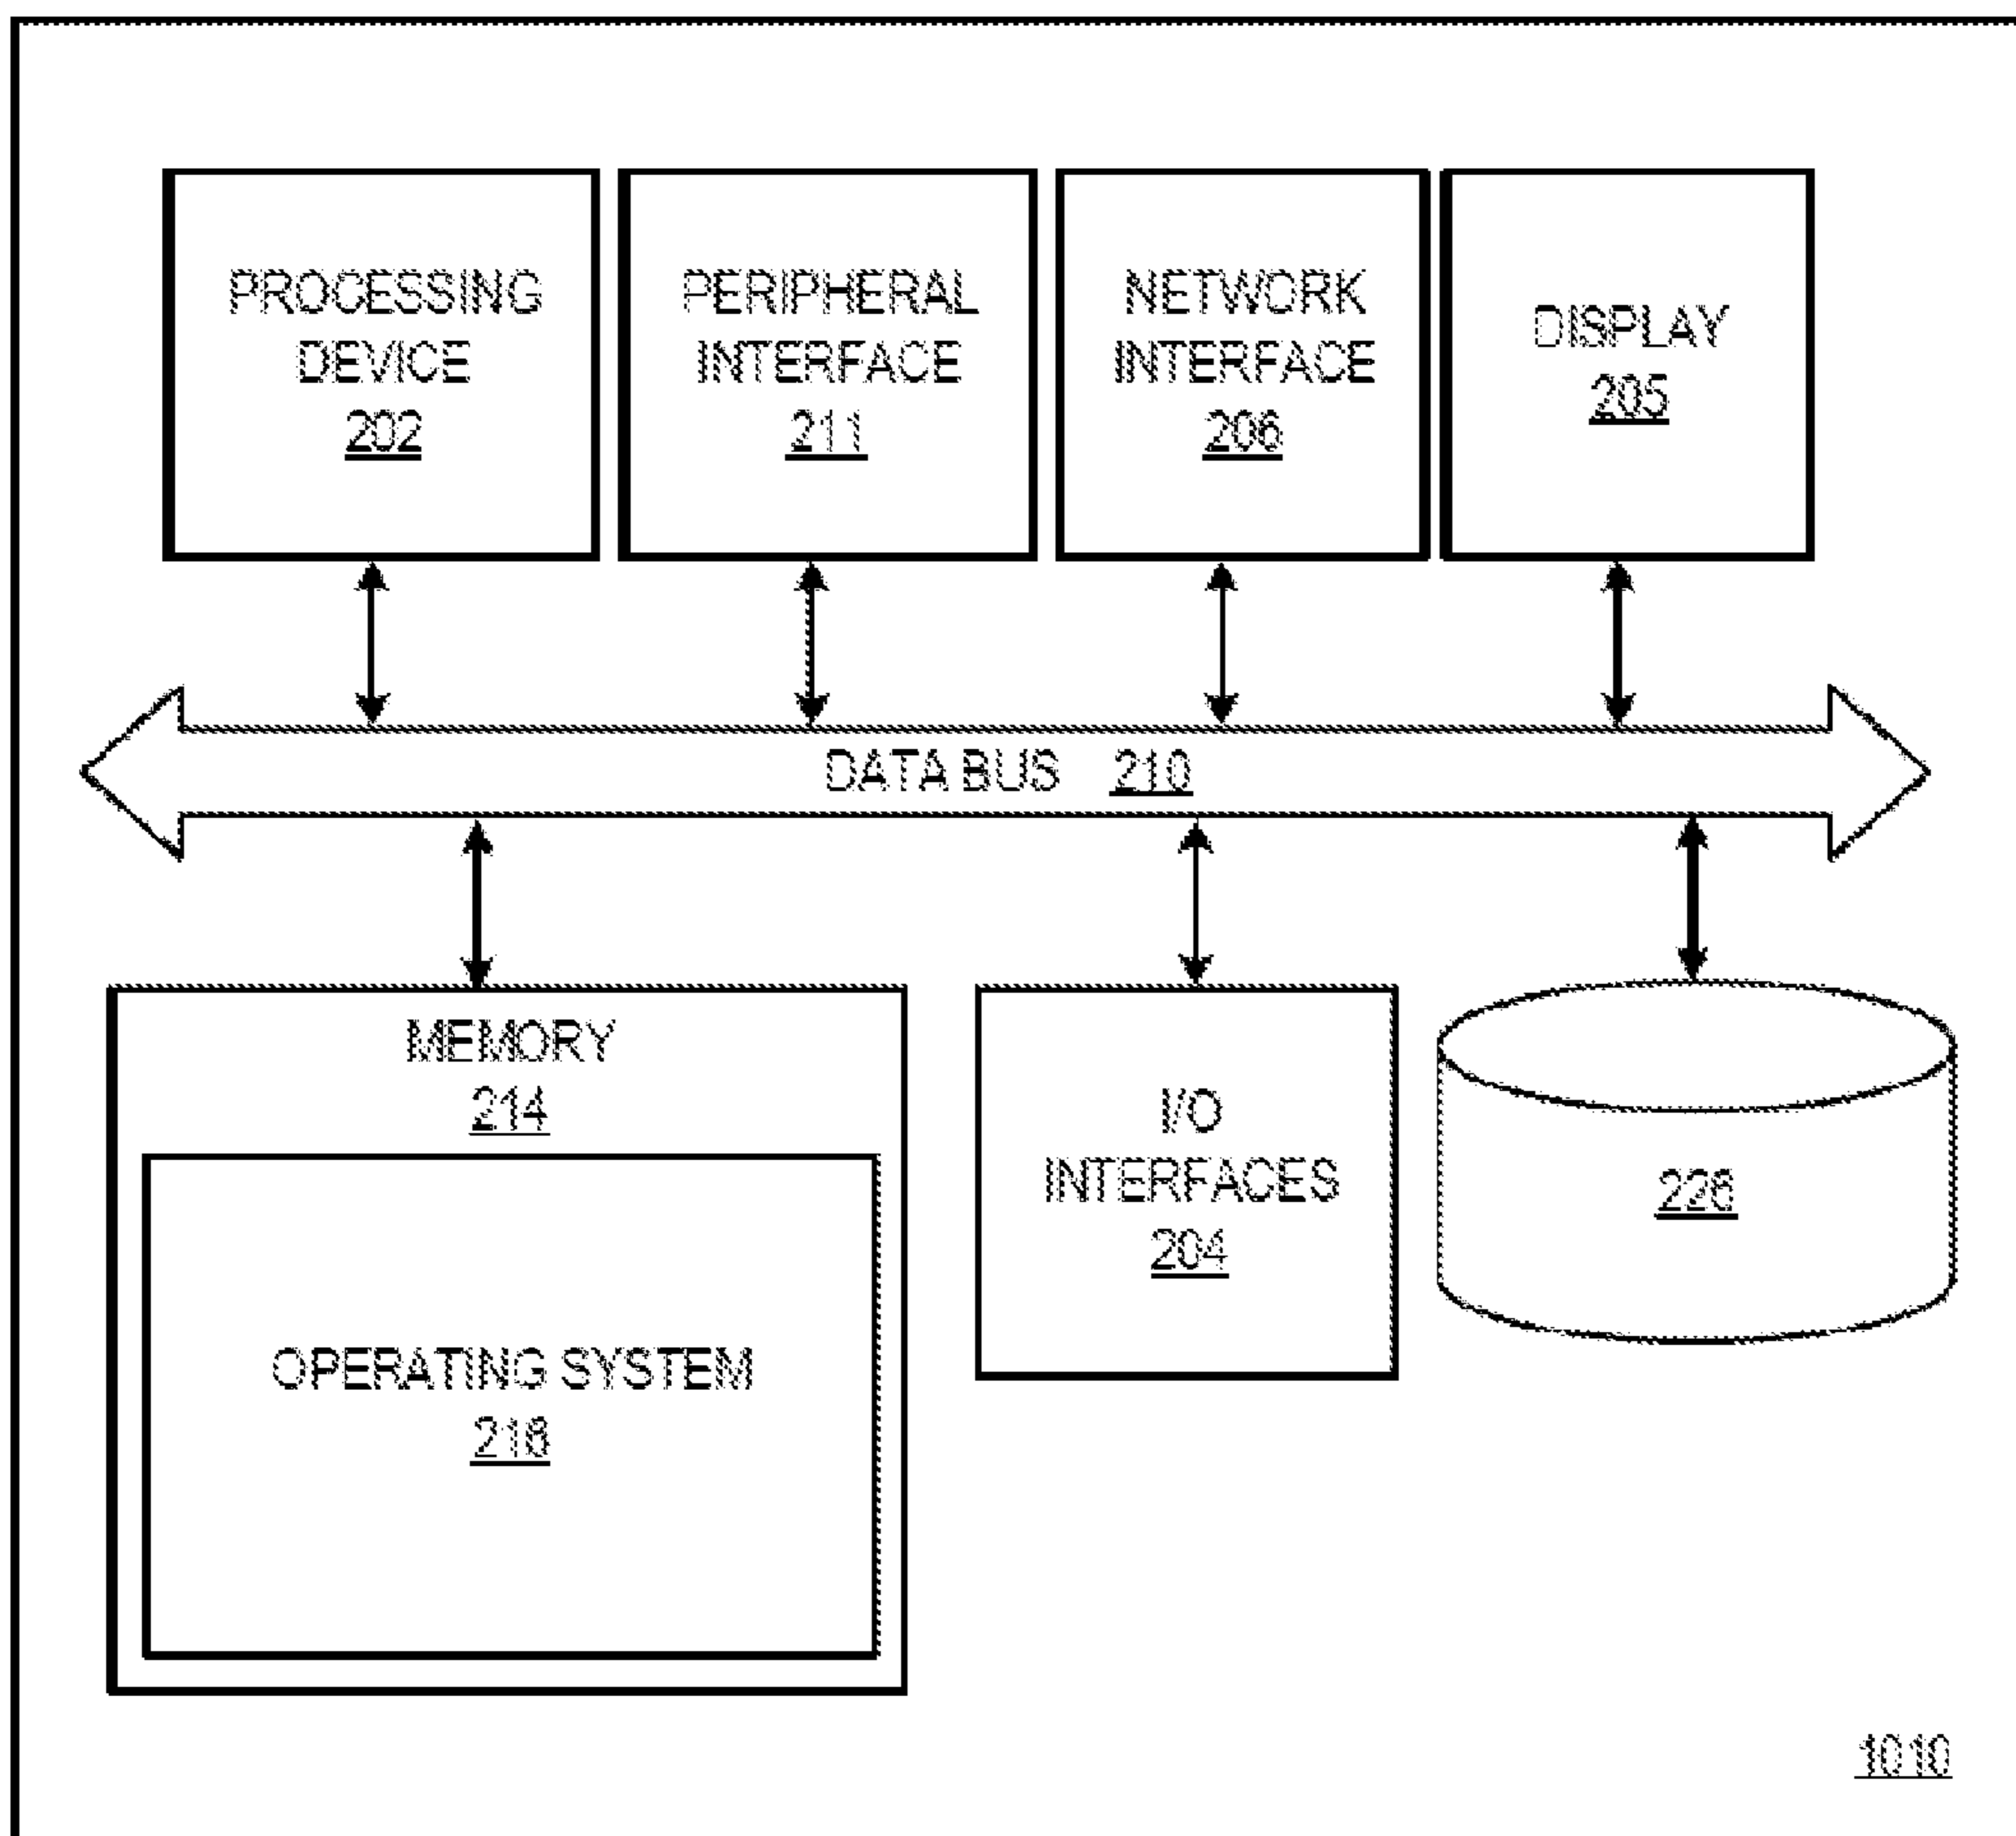 PROCESSING
DEVICE
202
PERIPHERAL
INTERFACE
211
NETWORK
INTERFACE
206
DISPLAY
205
DATA BUS 210
MEMORY
214
OPERATING SYSTEM
218
I/O
INTERFACES
204
226
1010